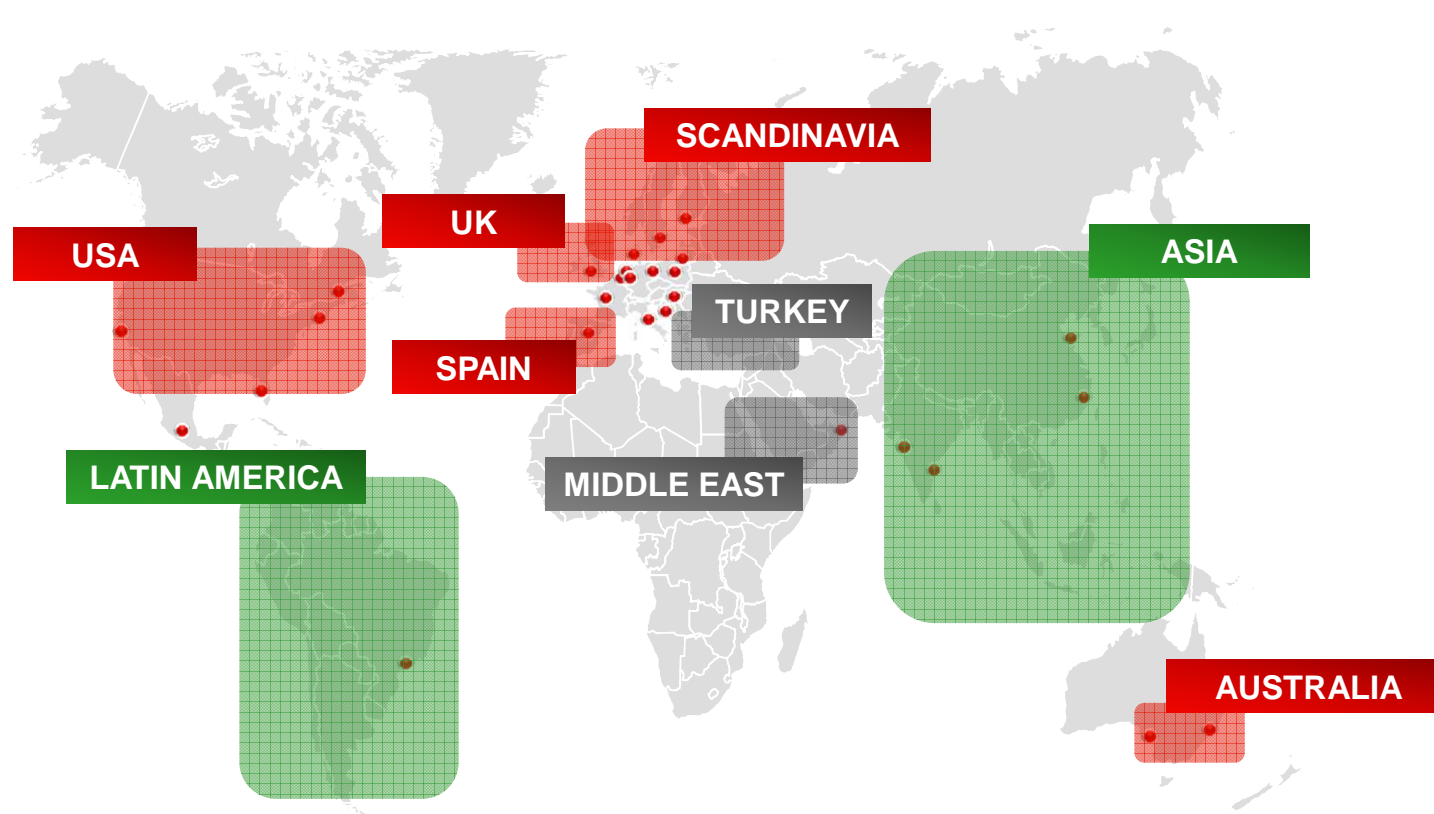 SCANDINAVIA
UK
USA
ASIA
TURKEY
SPAIN
LATIN AMERICA
MIDDLE EAST
AUSTRALIA